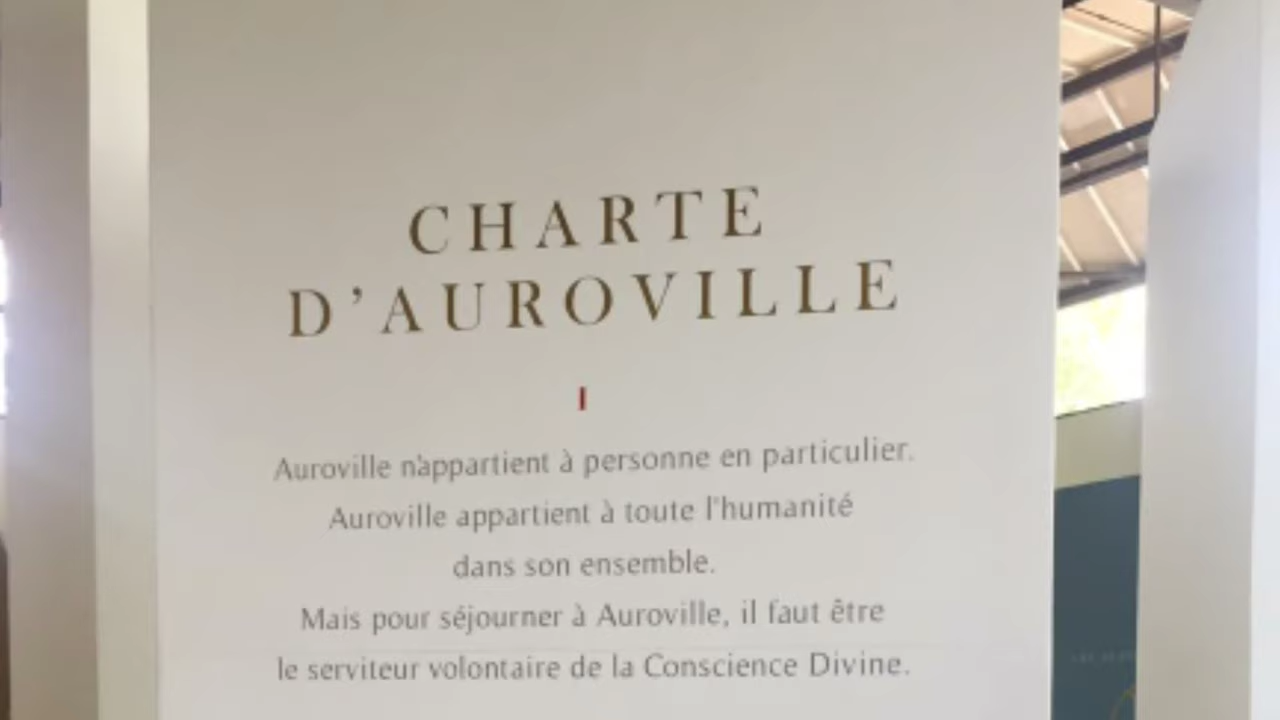 CHARTE
D’AUROVILLE
I
Auroville n'appartient à personne en particulier.
Auroville appartient à toute l'humanité
dans son ensemble.
Mais pour séjourner à Auroville, il faut être
le serviteur volontaire de la Conscience Divine.